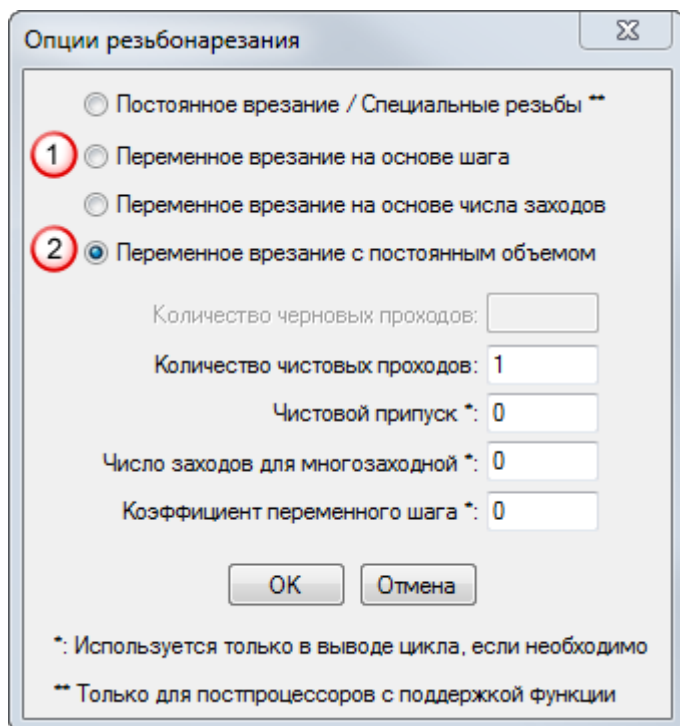 Опции резьбонарезания
Постоянное врезание / Специальные резьбы **
1 Переменное врезание на основе шага
Переменное врезание на основе числа заходов
2 Переменное врезание с постоянным объемом
Количество черновых проходов:
Количество чистовых проходов: 1
Чистовой припуск *: 0
Число заходов для многозаходной *: 0
Коэффициент переменного шага *: 0
OK Отмена
*: Используется только в выводе цикла, если необходимо
** Только для постпроцессоров с поддержкой функции